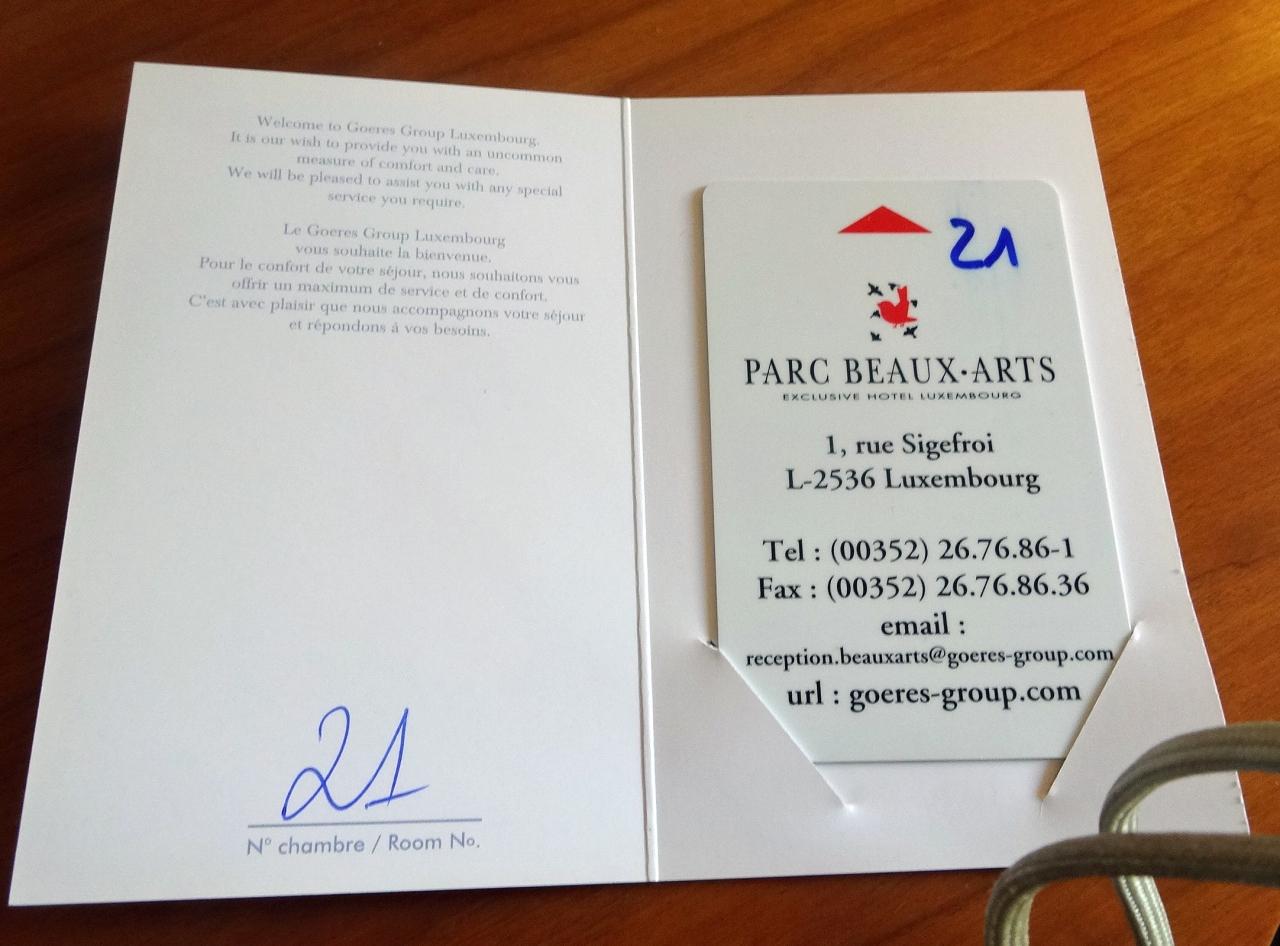 Welcome to Goeres Group Luxembourg.
It is our wish to provide you with an uncommon
measure of comfort and care.
We will be pleased to assist you with any special
service you require.
Le Goeres Group Luxembourg
vous souhaite la bienvenue.
Pour le confort de votre séjour, nous souhaitons vous
offrir un maximum de service et de confort.
C'est avec plaisir que nous accompagnons votre séjour
et répondons á vos besoins.
21
N° chambre / Room No.
21
PARC BEAUX·ARTS
EXCLUSIVE HOTEL LUXEMBOURG
1, rue Sigefroi
L-2536 Luxembourg
Tel : (00352) 26.76.86-1
Fax : (00352) 26.76.86.36
email :
reception.beauxarts@goeres-group.com
url : goeres-group.com